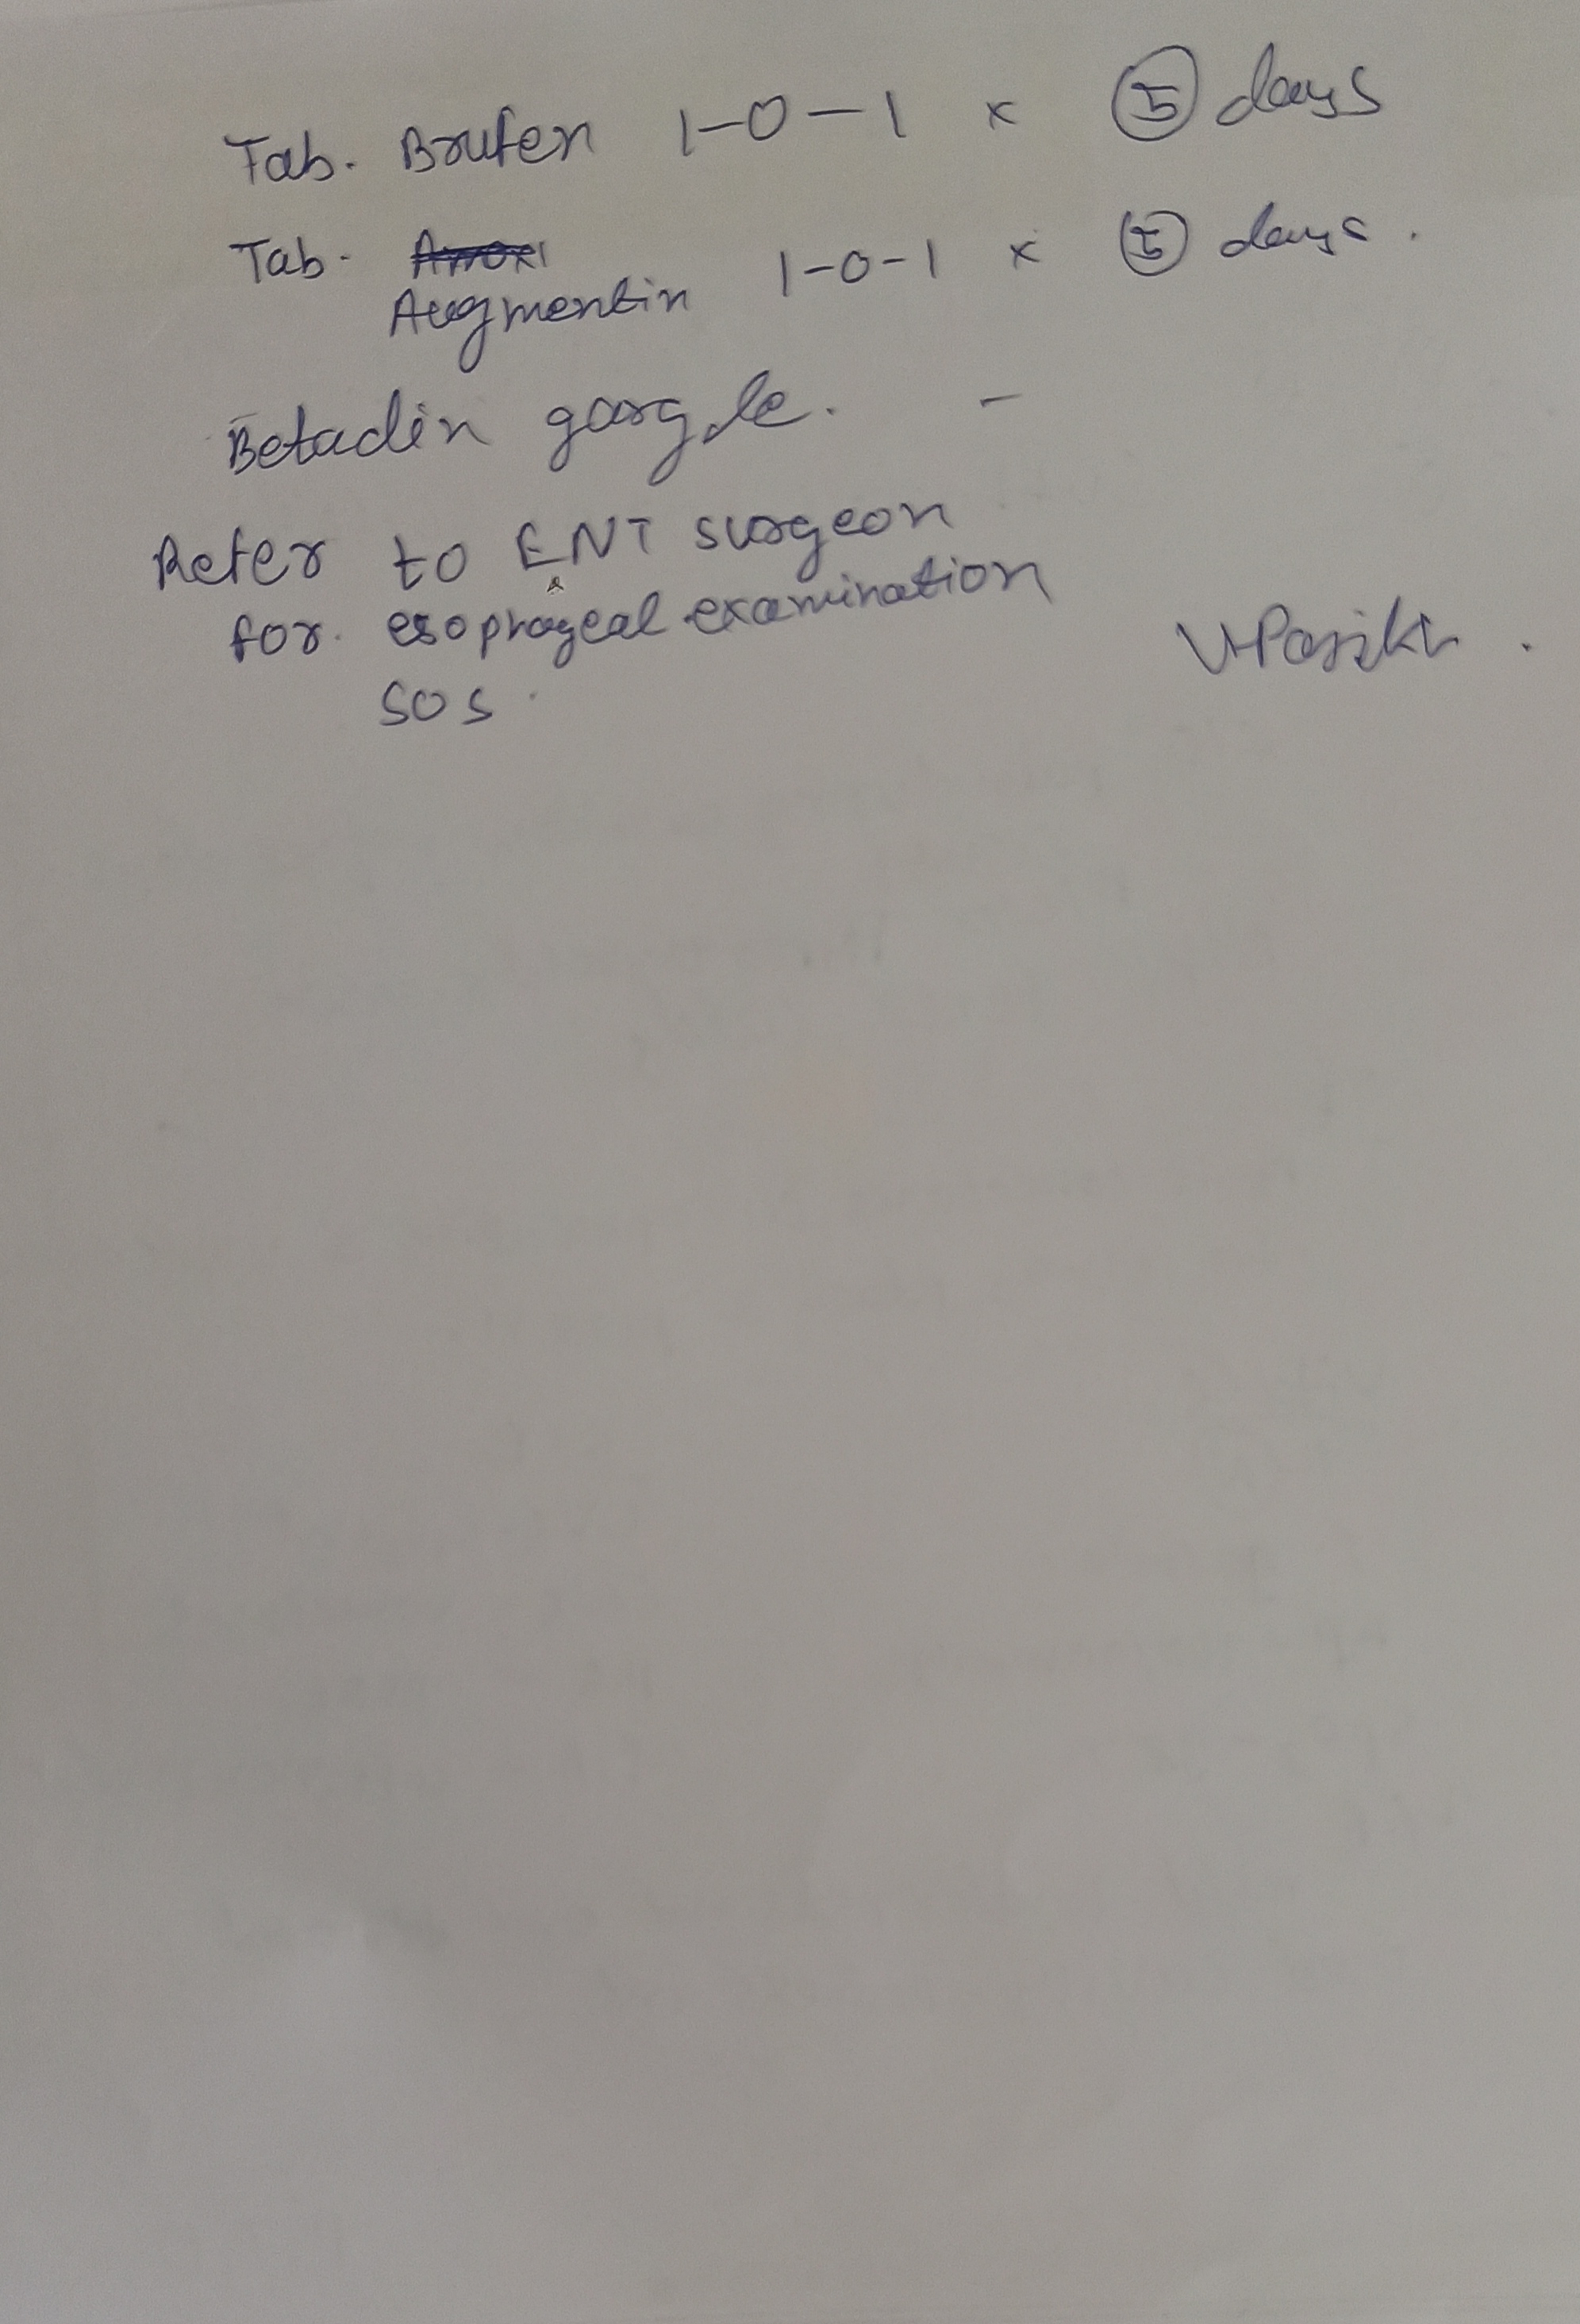 Tab. Brufen 1-0-1 x 5 days
Tab. Amoxi 1-0-1 x 5 days.
Augmentin
Betadin gargle. -
Refer to ENT surgeon
for. esophageal examination
SOS.